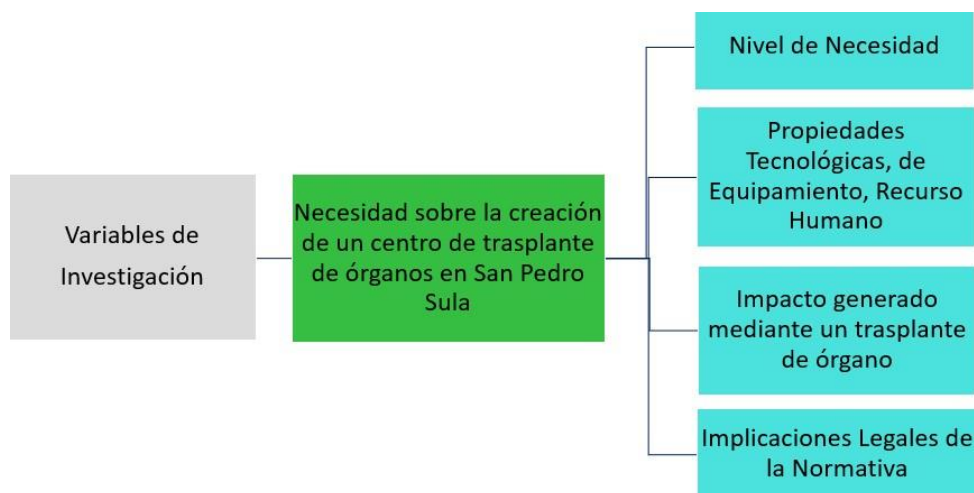 Variables de
Investigación
Necesidad sobre la creación
de un centro de trasplante
de órganos en San Pedro
Sula
Nivel de Necesidad
Propiedades
Tecnológicas, de
Equipamiento, Recurso
Humano
Impacto generado
mediante un trasplante
de órgano
Implicaciones Legales de
la Normativa